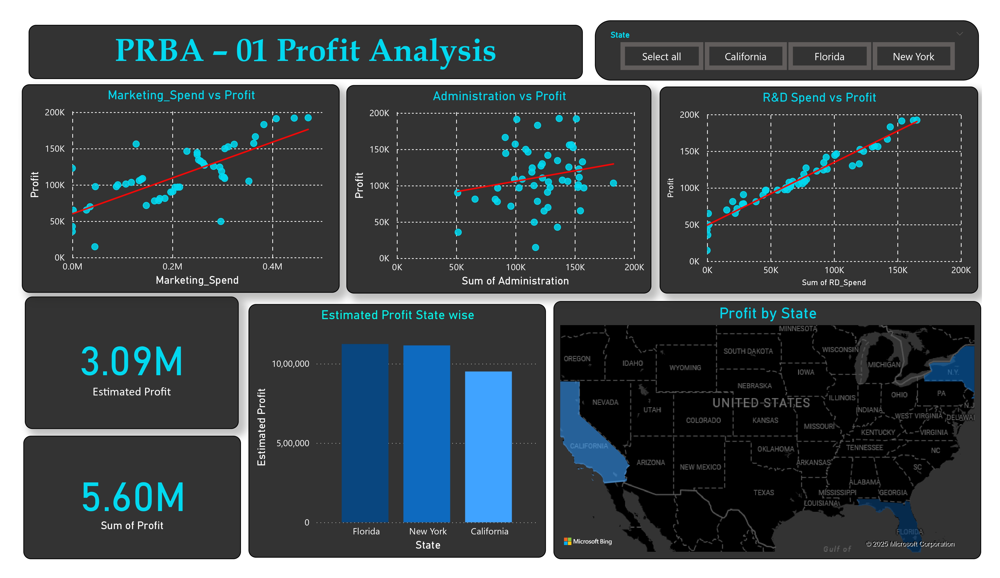 PRBA – 01 Profit Analysis
State
Select all
California
Florida
New York
Marketing_Spend vs Profit
200K
150K
100K
50K
0K
Profit
0.0M
0.2M
0.4M
Marketing_Spend
Administration vs Profit
200K
150K
100K
50K
0K
Profit
0K
50K
100K
150K
200K
Sum of Administration
R&D Spend vs Profit
200K
150K
100K
50K
0K
Profit
0K
50K
100K
150K
200K
Sum of RD_Spend
3.09M
Estimated Profit
5.60M
Sum of Profit
Estimated Profit State wise
10,00,000
5,00,000
0
Estimated Profit
Florida
New York
California
State
Profit by State
MINNESOTA
OREGON
IDAHO
WYOMING
SOUTH DAKOTA
WISCONSIN
MICHIGAN
N.Y.
IOWA
NEBRASKA
NEVADA
UTAH
UNITED STATES
ILLINOIS
INDIANA
OHIO
PA
N.J
COLORADO
KANSAS
MISSOURI
WEST VIRGINIA
DELAWAI
KENTUCKY
VIRGINIA
CALIFORNIA
ARIZONA
NEW MEXICO
OKLAHOMA
ARKANSAS
TENNESSEE
NC
SC
TEXAS
ALABAMA
MISSISSIPPI
GEORGIA
LOUISIANA
FLORIDA
Gulf of
Microsoft Bing
© 2025 Microsoft Corporation